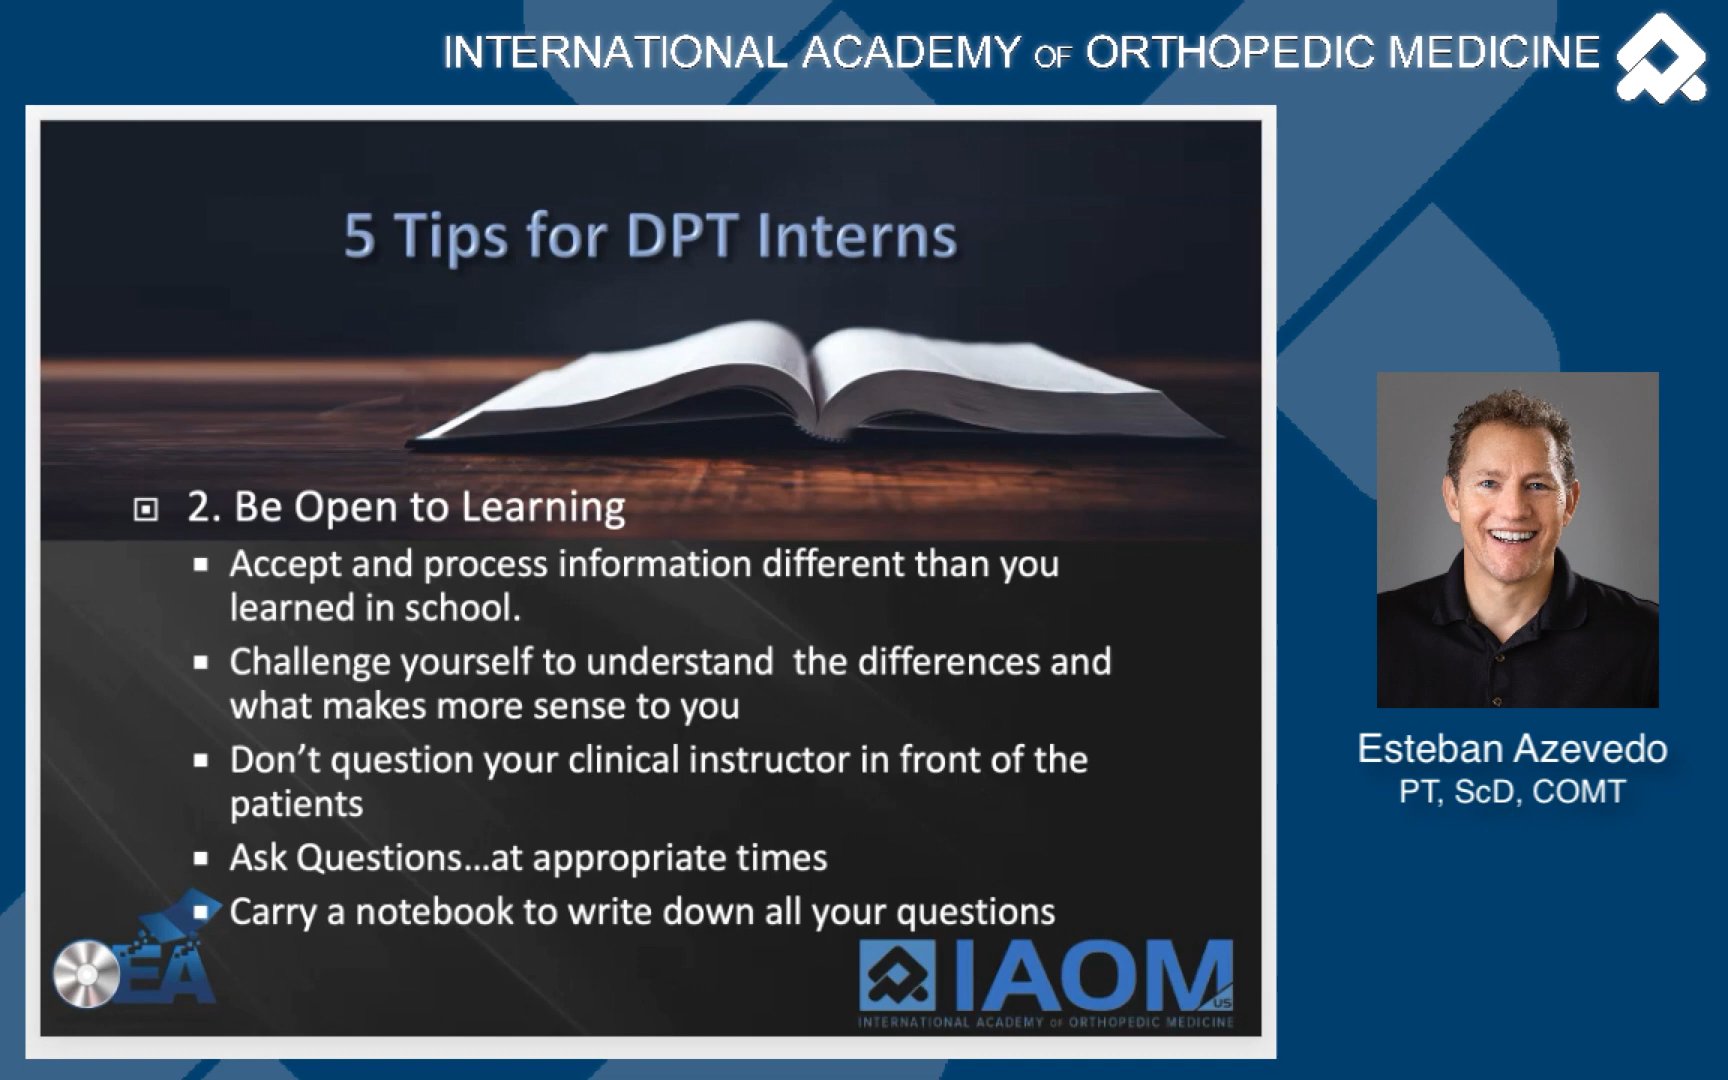 INTERNATIONAL ACADEMY OF ORTHOPEDIC MEDICINE
5 Tips for DPT Interns
2. Be Open to Learning
Accept and process information different than you
learned in school.
Challenge yourself to understand  the differences and
what makes more sense to you
Don’t question your clinical instructor in front of the
patients
Ask Questions...at appropriate times
Carry a notebook to write down all your questions
EA
IAOM
US
INTERNATIONAL ACADEMY OF ORTHOPEDIC MEDICINE
Esteban Azevedo
PT, ScD, COMT